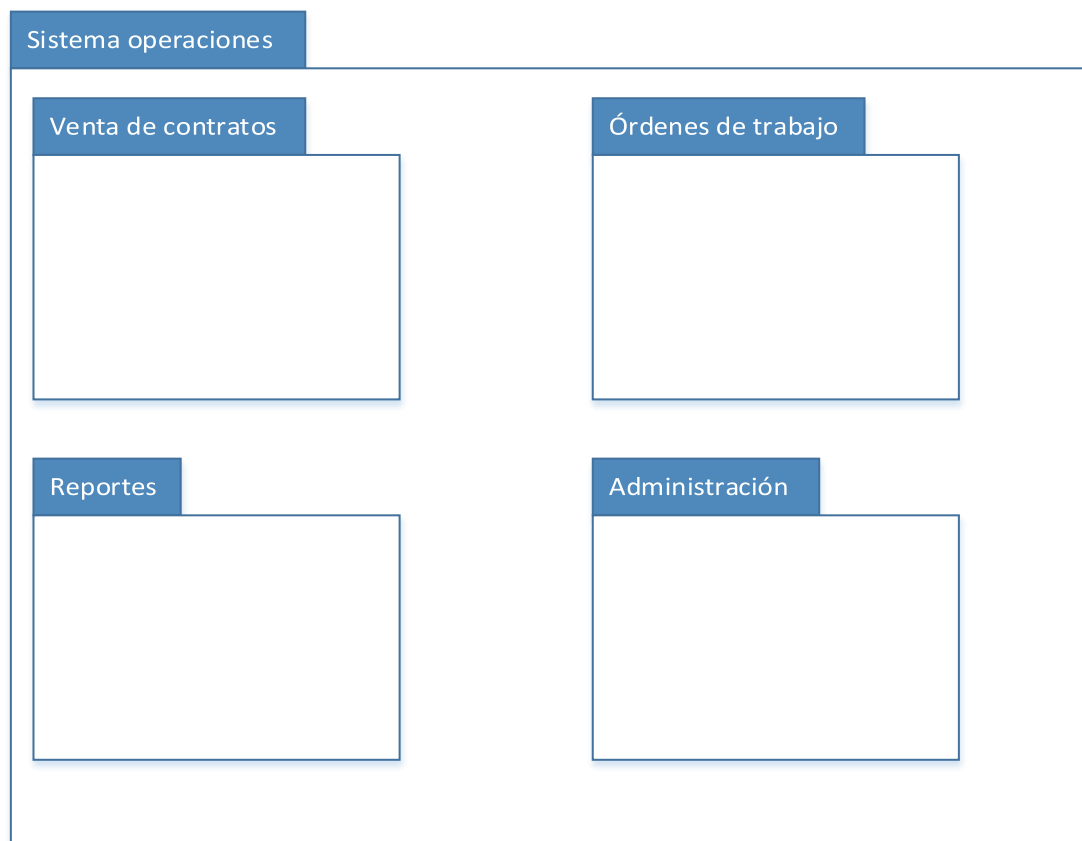 Sistema operaciones
Venta de contratos
Órdenes de trabajo
Reportes
Administración